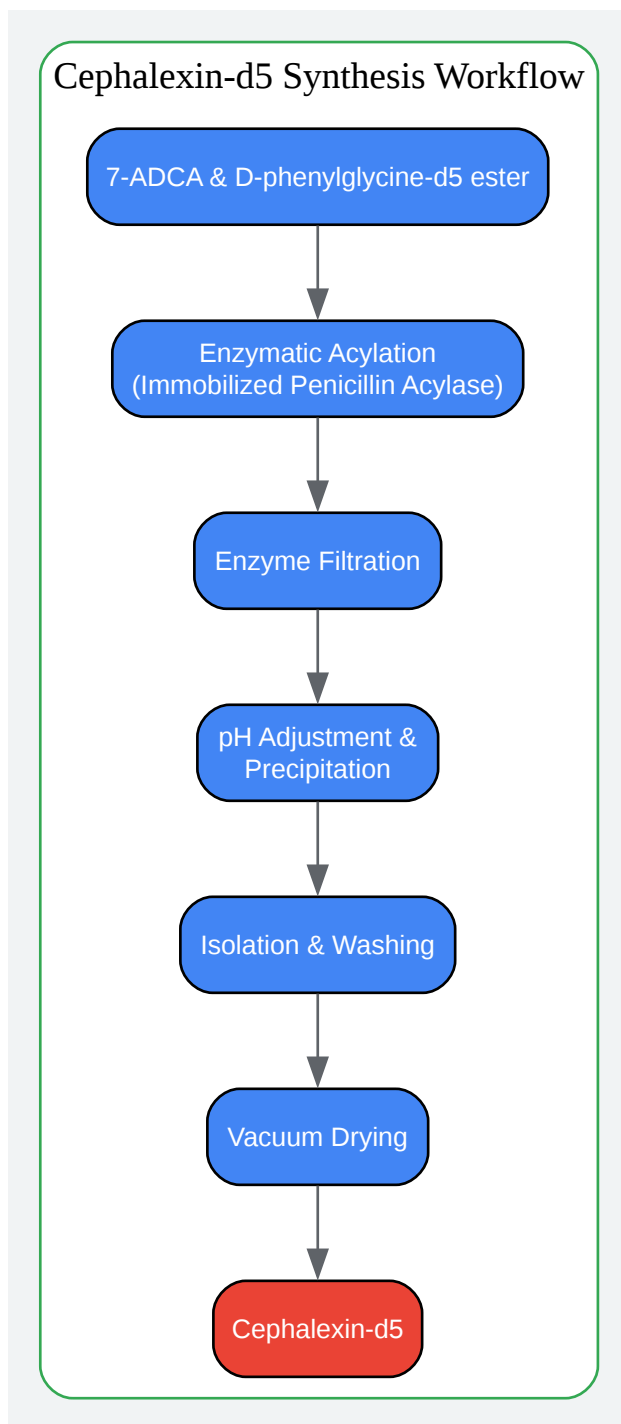 Cephalexin-d5 Synthesis Workflow
7-ADCA & D-phenylglycine-d5 ester
Enzymatic Acylation
(Immobilized Penicillin Acylase)
Enzyme Filtration
pH Adjustment &
Precipitation
Isolation & Washing
Vacuum Drying
Cephalexin-d5